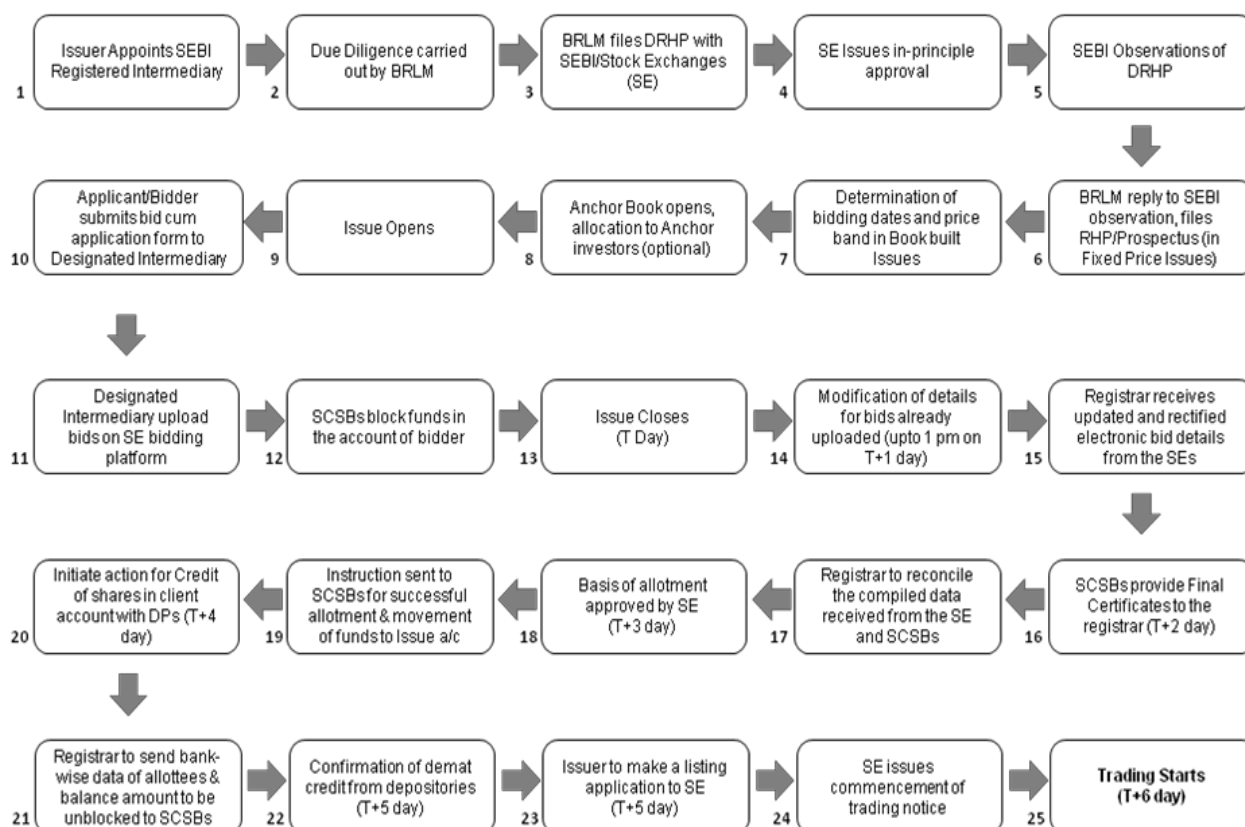 Issuer Appoints SEBI
Registered Intermediary
1
Due Diligence carried
out by BRLM
2
BRLM files DRHP with
SEBI/Stock Exchanges
(SE)
3
SE Issues in-principle
approval
4
SEBI Observations of
DRHP
5
BRLM reply to SEBI
observation, files
RHP/Prospectus (in
Fixed Price Issues)
6
Determination of
bidding dates and price
band in Book built
Issues
7
Anchor Book opens,
allocation to Anchor
investors (optional)
8
Issue Opens
9
Applicant/Bidder
submits bid cum
application form to
Designated Intermediary
10
Designated
Intermediary upload
bids on SE bidding
platform
11
SCSBs block funds in
the account of bidder
12
Issue Closes
(T Day)
13
Modification of details
for bids already
uploaded (upto 1 pm on
T+1 day)
14
Registrar receives
updated and rectified
electronic bid details
from the SEs
15
SCSBs provide Final
Certificates to the
registrar (T+2 day)
16
Registrar to reconcile
the compiled data
received from the SE
and SCSBs
17
Basis of allotment
approved by SE
(T+3 day)
18
Instruction sent to
SCSBs for successful
allotment & movement
of funds to Issue a/c
19
Initiate action for Credit
of shares in client
account with DPs (T+4
day)
20
Registrar to send bank-
wise data of allottees &
balance amount to be
unblocked to SCSBs
21
Confirmation of demat
credit from depositories
(T+5 day)
22
Issuer to make a listing
application to SE
(T+5 day)
23
SE issues
commencement of
trading notice
24
Trading Starts
(T+6 day)
25